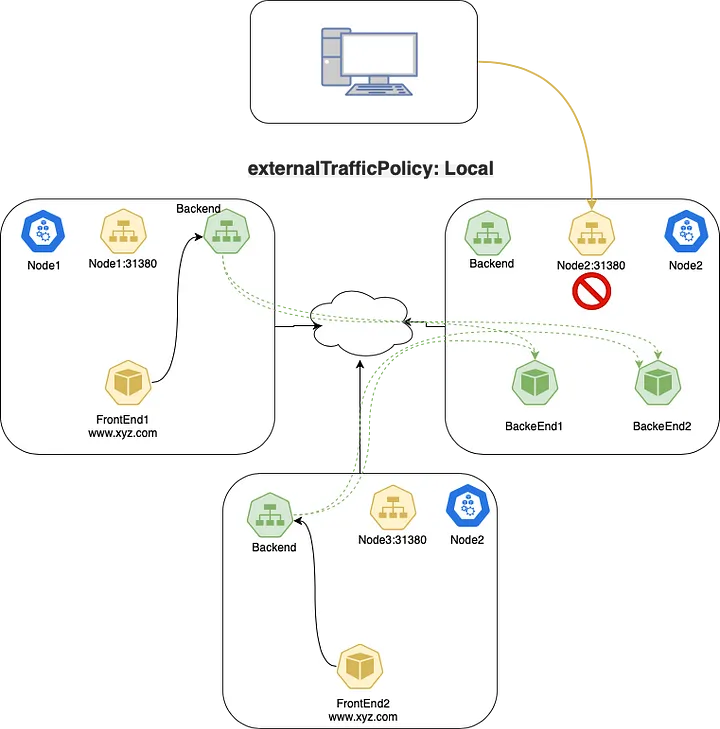 externalTrafficPolicy: Local
Backend
Node1
Node1:31380
FrontEnd1
www.xyz.com
Backend
Node2:31380
Node2
BackeEnd1
BackeEnd2
Backend
Node3:31380
Node2
FrontEnd2
www.xyz.com